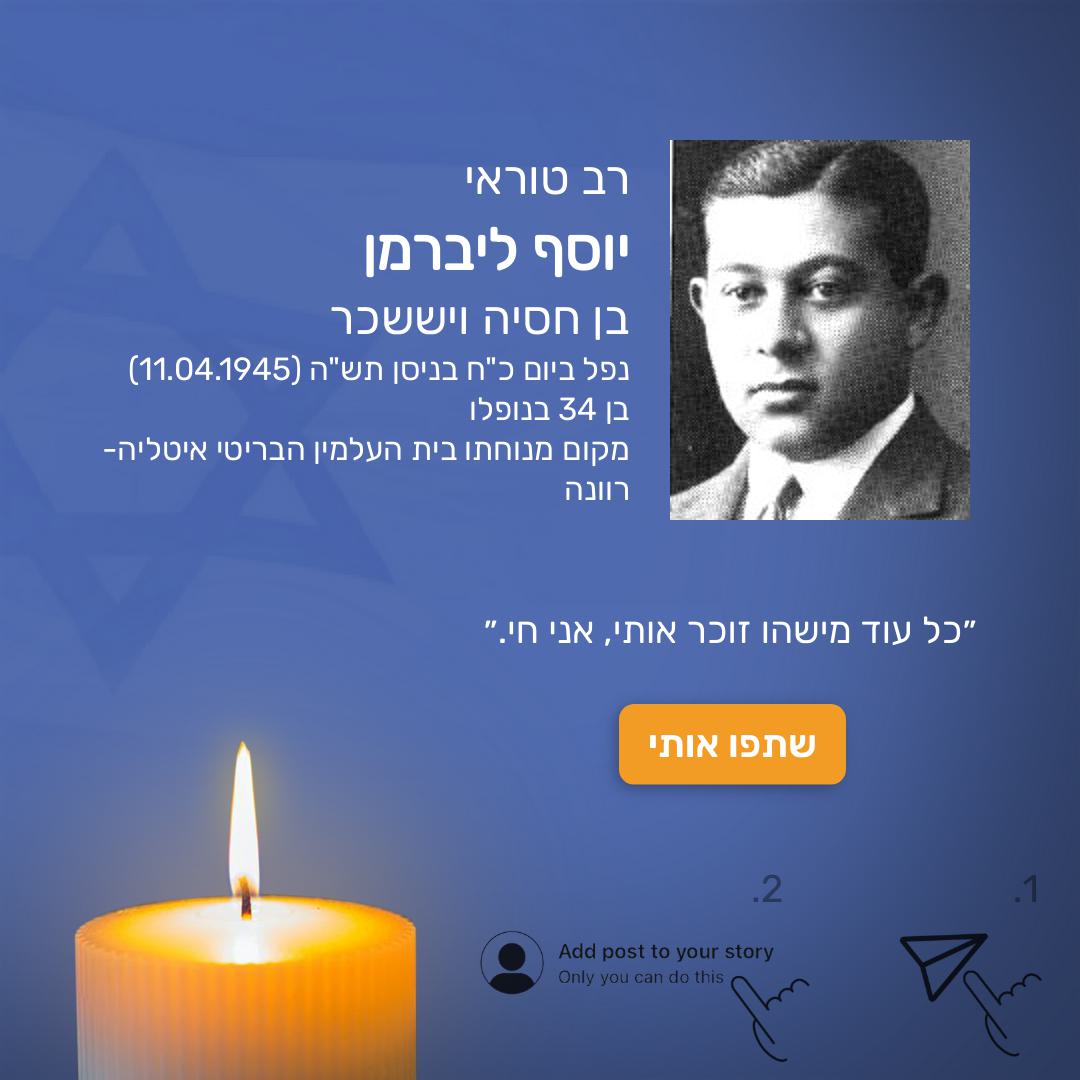 רב טוראי
יוסף ליברמן
בן חסיה ויששכר
נפל ביום כ"ח בניסן תש"ה (11.04.1945)
בן 34 בנופלו
מקום מנוחתו בית העלמין הבריטי איטליה-
רוונה
״כל עוד מישהו זוכר אותי, אני חי.״
שתפו אותי
.1
.2
Add post to your story
Only you can do this